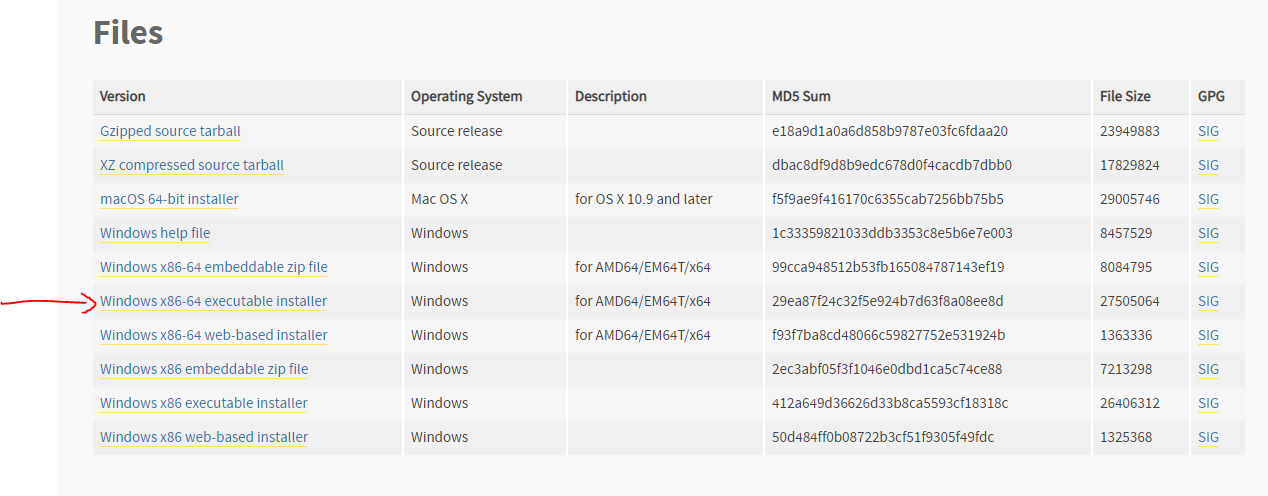 Files
Version Operating System Description MD5 Sum File Size GPG
Gzipped source tarball Source release e18a9d1a0a6d858b9787e03fc6fdaa20 23949883 SIG
XZ compressed source tarball Source release dbac8df9d8b9edc678d0f4cacdb7dbb0 17829824 SIG
macOS 64-bit installer Mac OS X for OS X 10.9 and later f5f9ae9f416170c6355cab7256bb75b5 29005746 SIG
Windows help file Windows 1c33359821033ddb3353c8e5b6e7e003 8457529 SIG
Windows x86-64 embeddable zip file Windows for AMD64/EM64T/x64 99cca948512b53fb165084787143ef19 8084795 SIG
Windows x86-64 executable installer Windows for AMD64/EM64T/x64 29ea87f24c32f5e924b7d63f8a08ee8d 27505064 SIG
Windows x86-64 web-based installer Windows for AMD64/EM64T/x64 f93f7ba8cd48066c59827752e531924b 1363336 SIG
Windows x86 embeddable zip file Windows 2ec3abf05f3f1046e0dbd1ca5c74ce88 7213298 SIG
Windows x86 executable installer Windows 412a649d36626d33b8ca5593cf18318c 26406312 SIG
Windows x86 web-based installer Windows 50d484ff0b08722b3cf51f9305f49fdc 1325368 SIG